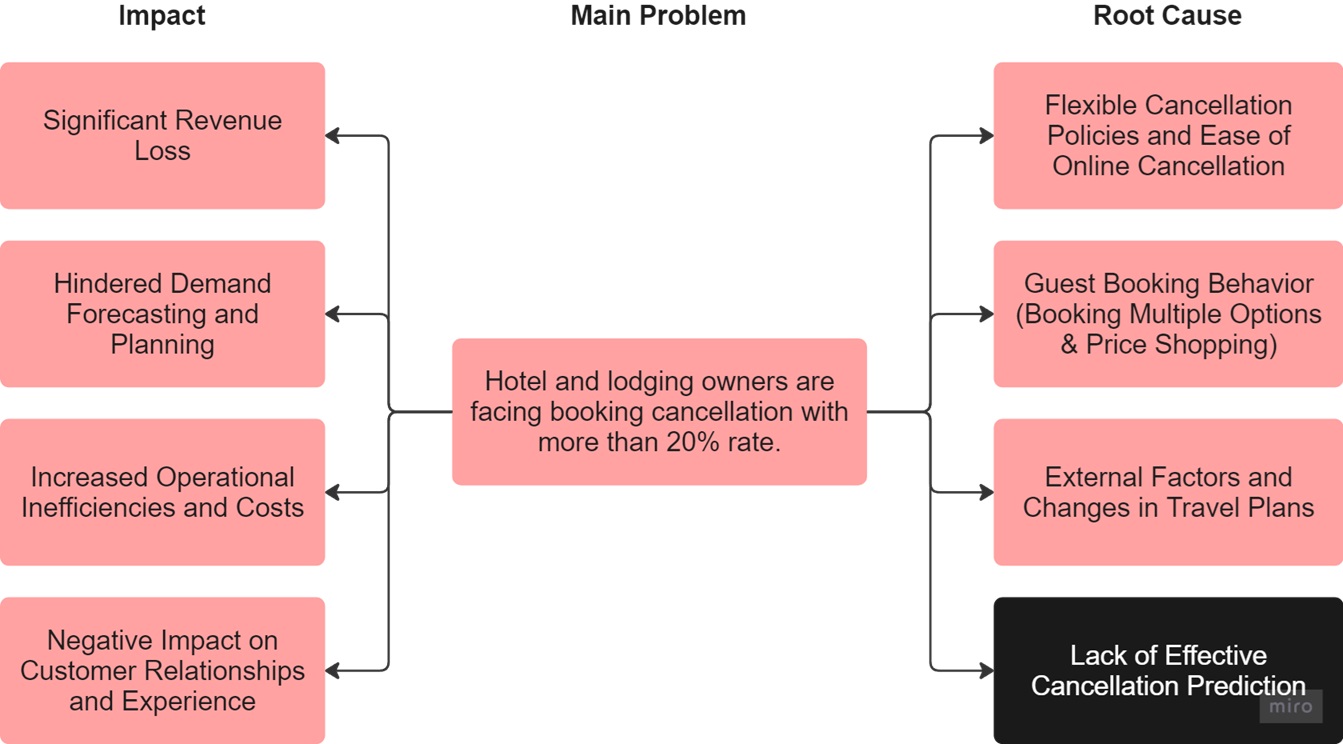 Impact
Main Problem
Root Cause
Significant Revenue
Loss
Hindered Demand
Forecasting and
Planning
Increased Operational
Inefficiencies and Costs
Negative Impact on
Customer Relationships
and Experience
Hotel and lodging owners are
facing booking cancellation with
more than 20% rate.
Flexible Cancellation
Policies and Ease of
Online Cancellation
Guest Booking Behavior
(Booking Multiple Options
& Price Shopping)
External Factors and
Changes in Travel Plans
Lack of Effective
Cancellation Prediction
miro